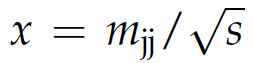 x = m_jj / √s